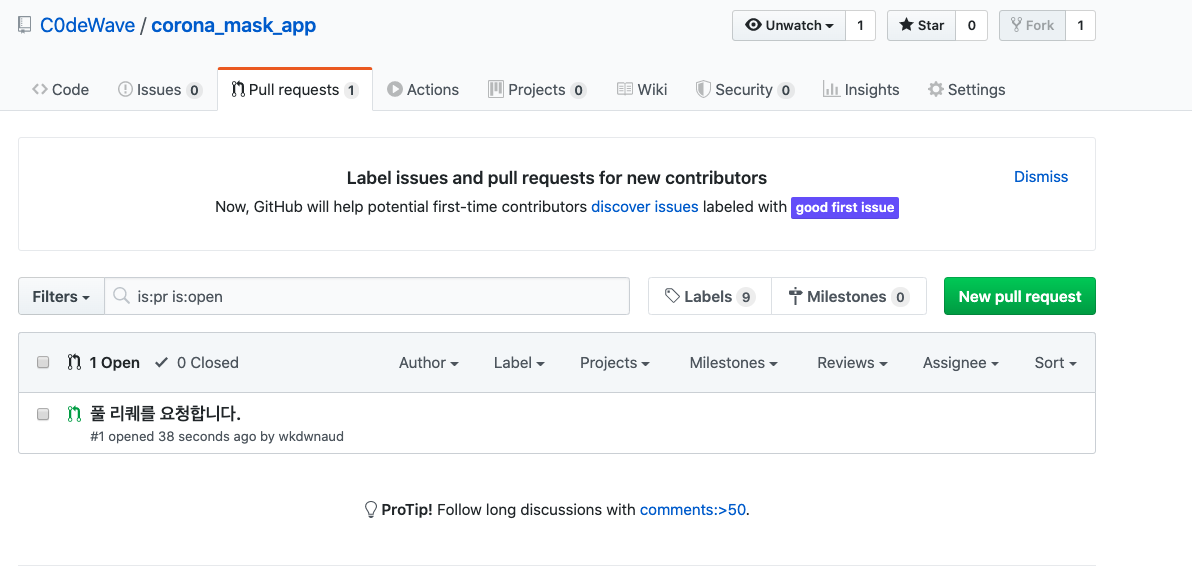 C0deWave / corona_mask_app
Unwatch 1 Star 0 Fork 1
Code Issues 0 Pull requests 1 Actions Projects 0 Wiki Security 0 Insights Settings
Label issues and pull requests for new contributors
Dismiss
Now, GitHub will help potential first-time contributors discover issues labeled with good first issue
Filters is:pr is:open Labels 9 Milestones 0 New pull request
1 Open 0 Closed Author Label Projects Milestones Reviews Assignee Sort
풀 리퀘를 요청합니다.
#1 opened 38 seconds ago by wkdwnaud
ProTip! Follow long discussions with comments:>50.